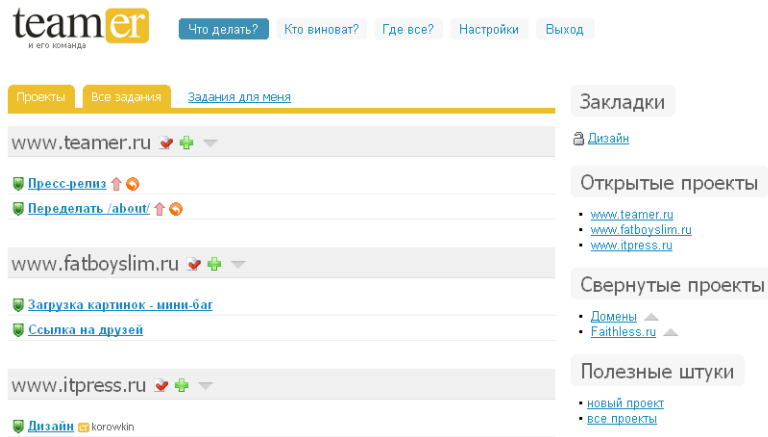 teamer
и его команда
Что делать? Кто виноват? Где все? Настройки Выход
Проекты Все задания Задания для меня
www.teamer.ru
Пресс-релиз
Переделать /about/
www.fatboyslim.ru
Загрузка картинок - мини-баг
Ссылка на друзей
www.itpress.ru
Дизайн korowkin
Закладки
Дизайн
Открытые проекты
www.teamer.ru
www.fatboyslim.ru
www.itpress.ru
Свернутые проекты
Домены
Faithless.ru
Полезные штуки
новый проект
все проекты